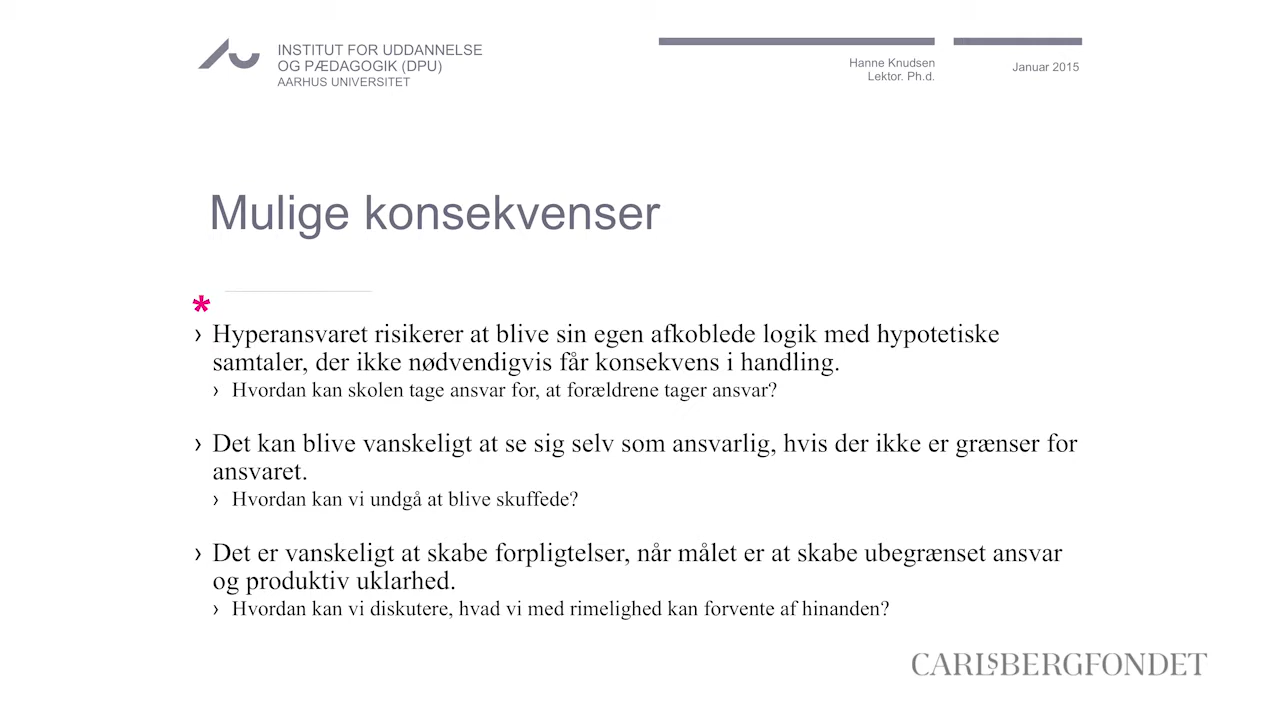 INSTITUT FOR UDDANNELSE
OG PÆDAGOGIK (DPU)
AARHUS UNIVERSITET
Hanne Knudsen
Lektor. Ph.d.
Januar 2015
Mulige konsekvenser
*
› Hyperansvaret risikerer at blive sin egen afkoblede logik med hypotetiske
samtaler, der ikke nødvendigvis får konsekvens i handling.
› Hvordan kan skolen tage ansvar for, at forældrene tager ansvar?
› Det kan blive vanskeligt at se sig selv som ansvarlig, hvis der ikke er grænser for
ansvaret.
› Hvordan kan vi undgå at blive skuffede?
› Det er vanskeligt at skabe forpligtelser, når målet er at skabe ubegrænset ansvar
og produktiv uklarhed.
› Hvordan kan vi diskutere, hvad vi med rimelighed kan forvente af hinanden?
CARLSBERGFONDET